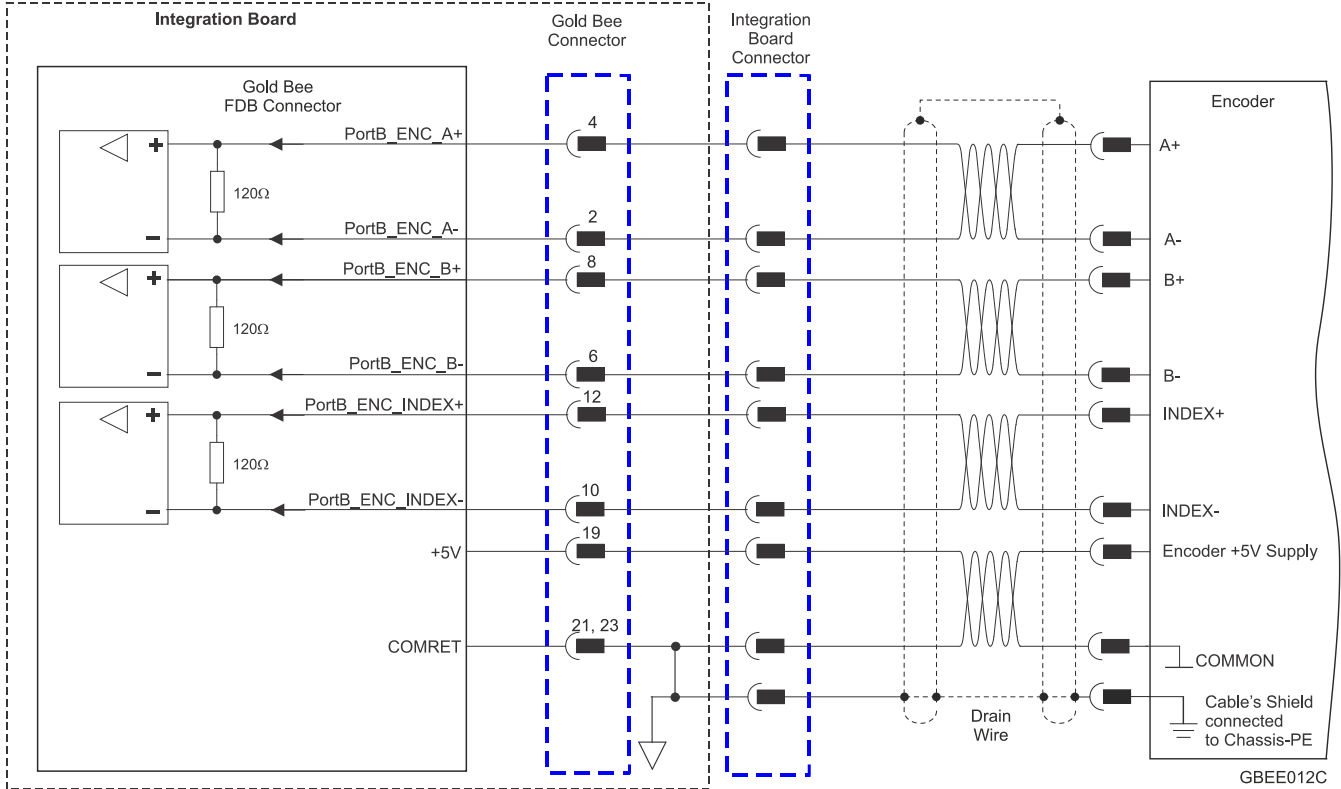 Integration Board
Gold Bee
Connector
Integration
Board
Connector
Gold Bee
FDB Connector
Encoder
PortB_ENC_A+
4
A+
+
120Ω
PortB_ENC_A-
2
A-
-
PortB_ENC_B+
8
B+
+
120Ω
PortB_ENC_B-
6
B-
-
PortB_ENC_INDEX+
12
INDEX+
+
120Ω
PortB_ENC_INDEX-
10
INDEX-
-
+5V
19
Encoder +5V Supply
COMRET
21, 23
COMMON
Drain
Wire
Cable's Shield
connected
to Chassis-PE
GBEE012C